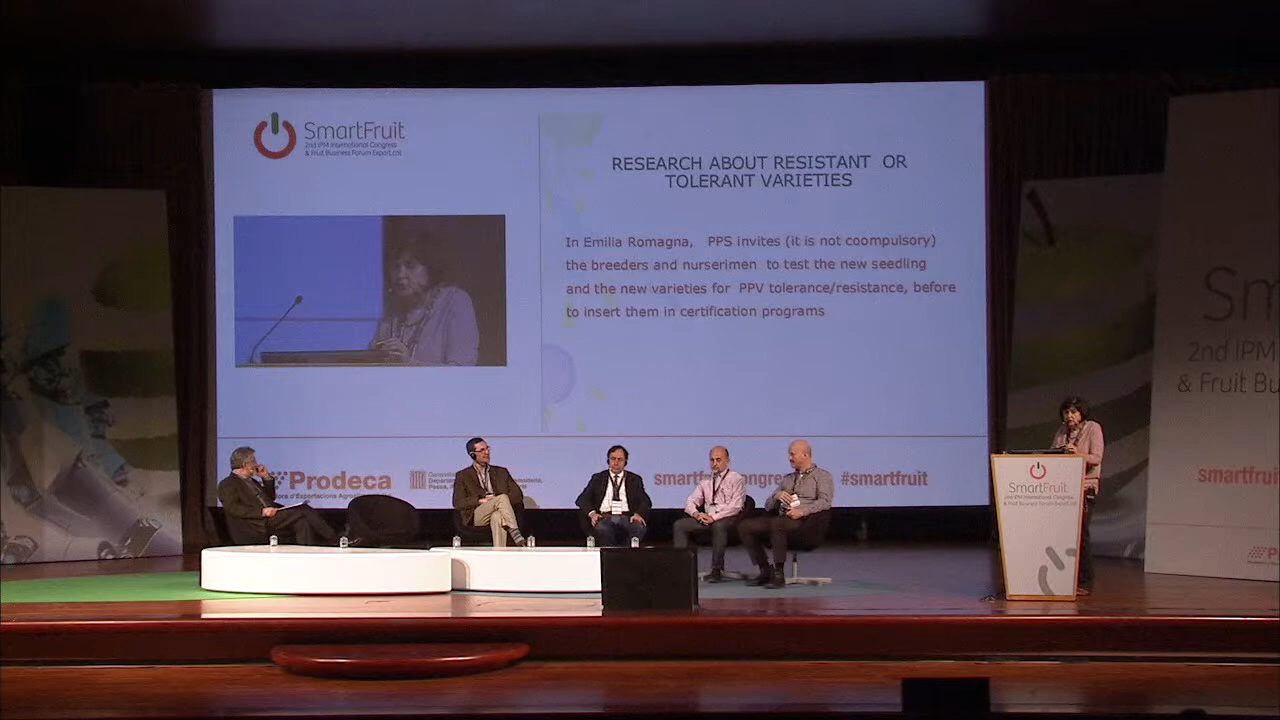 SmartFruit
2nd IPM International Congress
& Fruit Business Forum Export.cat
RESEARCH ABOUT RESISTANT OR
TOLERANT VARIETIES
In Emilia Romagna, PPS invites (it is not coompulsory)
the breeders and nurserimen to test the new seedling
and the new varieties for PPV tolerance/resistance, before
to insert them in certification programs
Prodeca
#smartfruit
SmartFruit
Sm
2nd IPM
& Fruit Bu
smartfrui